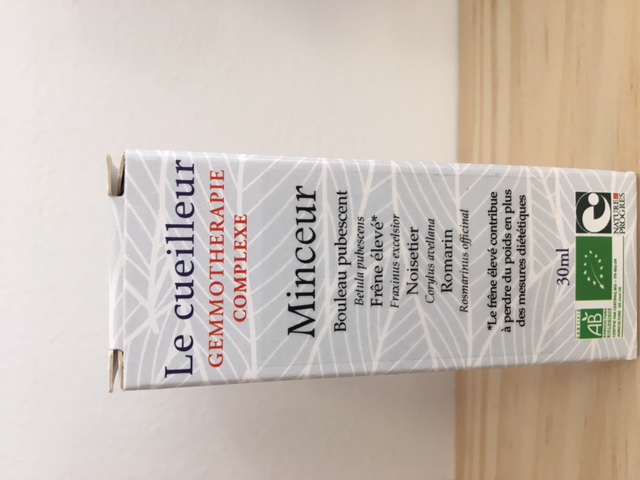 Le cueilleur
GEMMOTHERAPIE
COMPLEXE
Minceur
Bouleau pubescent
Betula pubescens
Frêne élevé*
Fraxinus excelsior
Noisetier
Corylus avellana
Romarin
Rosmarinus officinal
*Le frêne élevé contribue
à perdre du poids en plus
des mesures diététiques
30ml
AB
NATURE &
PROGRES